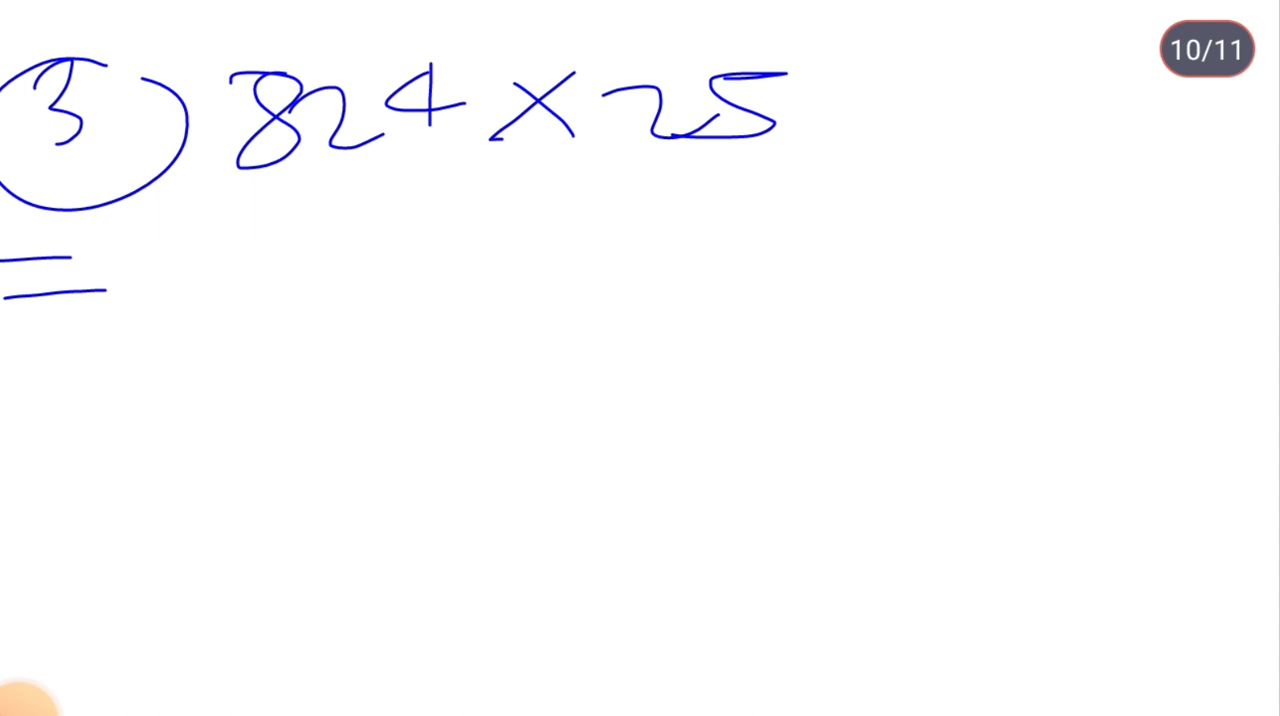 10/11
③ 824 × 25
=